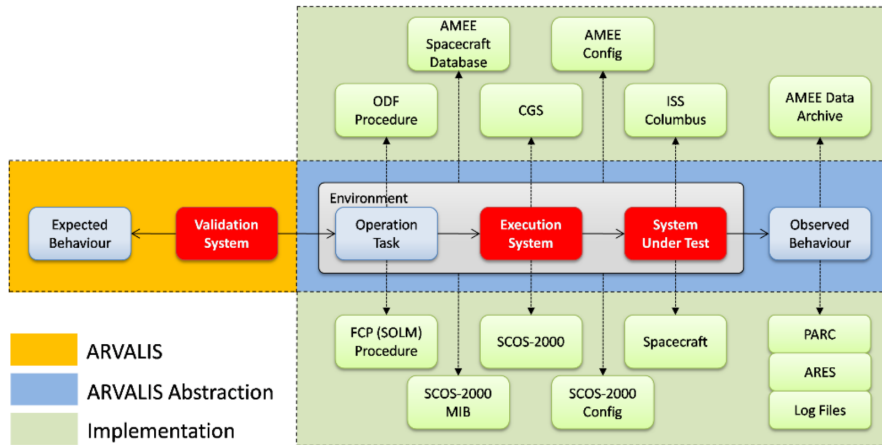 AMEE
Spacecraft
Database
AMEE
Config
ODF
Procedure
CGS
ISS
Columbus
AMEE Data
Archive
Environment
Expected
Behaviour
Validation
System
Operation
Task
Execution
System
System
Under Test
Observed
Behaviour
FCP (SOLM)
Procedure
SCOS-2000
Spacecraft
PARC
ARES
Log Files
SCOS-2000
MIB
SCOS-2000
Config
ARVALIS
ARVALIS Abstraction
Implementation